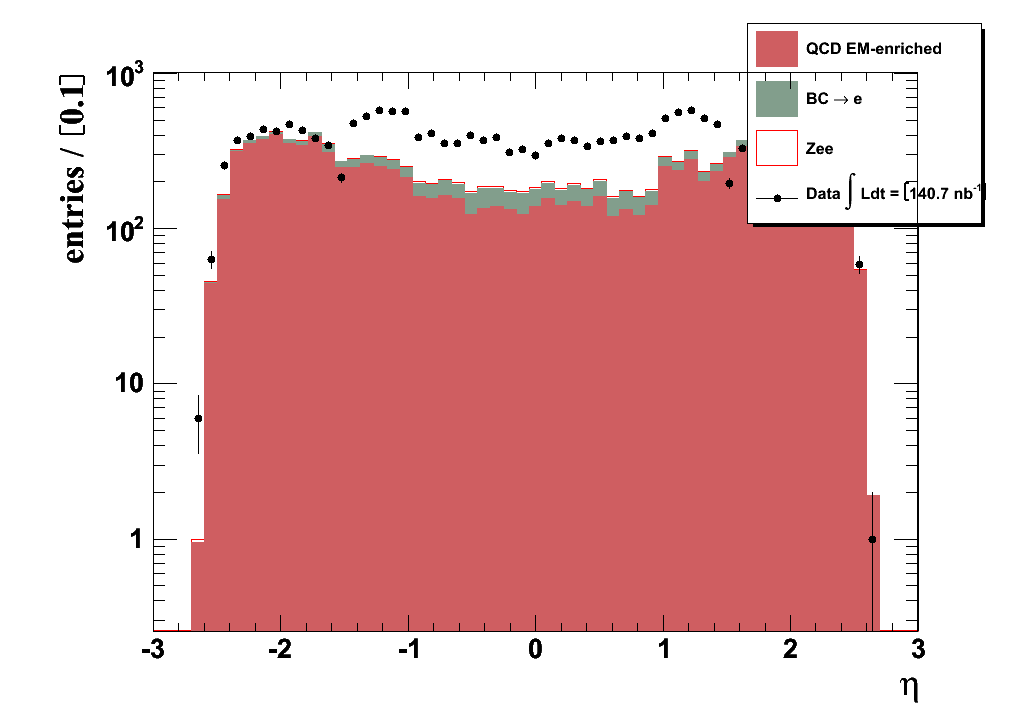 QCD EM-enriched
BC → e
Zee
Data ∫ Ldt = [140.7 nb⁻¹]
entries / [0.1]
10³
10²
10
1
-3 -2 -1 0 1 2 3
η